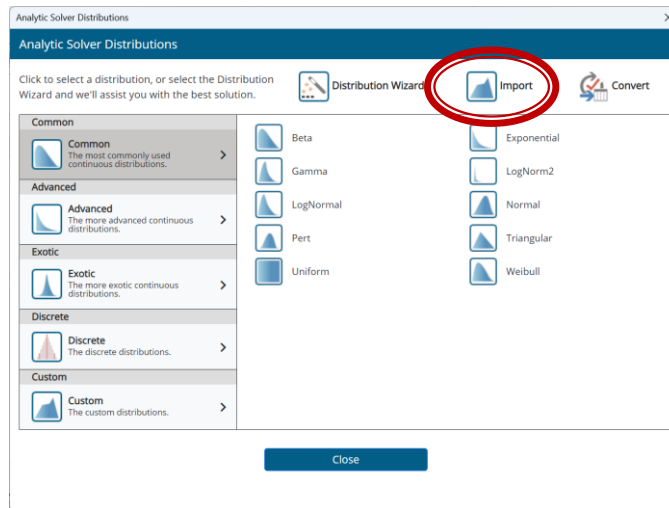 Analytic Solver Distributions
Analytic Solver Distributions
Click to select a distribution, or select the Distribution
Wizard and we'll assist you with the best solution.
Distribution Wizard
Import
Convert
Common
Common
The most commonly used
continuous distributions.
Advanced
Advanced
The more advanced continuous
distributions.
Exotic
Exotic
The more exotic continuous
distributions.
Discrete
Discrete
The discrete distributions.
Custom
Custom
The custom distributions.
Beta
Exponential
Gamma
LogNorm2
LogNormal
Normal
Pert
Triangular
Uniform
Weibull
Close